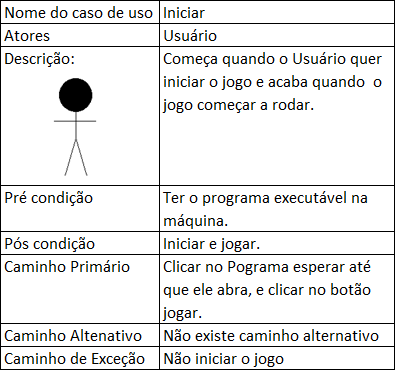 Nome do caso de uso Iniciar
Atores Usuário
Descrição: Começa quando o Usuário quer
iniciar o jogo e acaba quando o
jogo começar a rodar.
Pré condição Ter o programa executável na
máquina.
Pós condição Iniciar e jogar.
Caminho Primário Clicar no Pograma esperar até
que ele abra, e clicar no botão
jogar.
Caminho Altenativo Não existe caminho alternativo
Caminho de Exceção Não iniciar o jogo